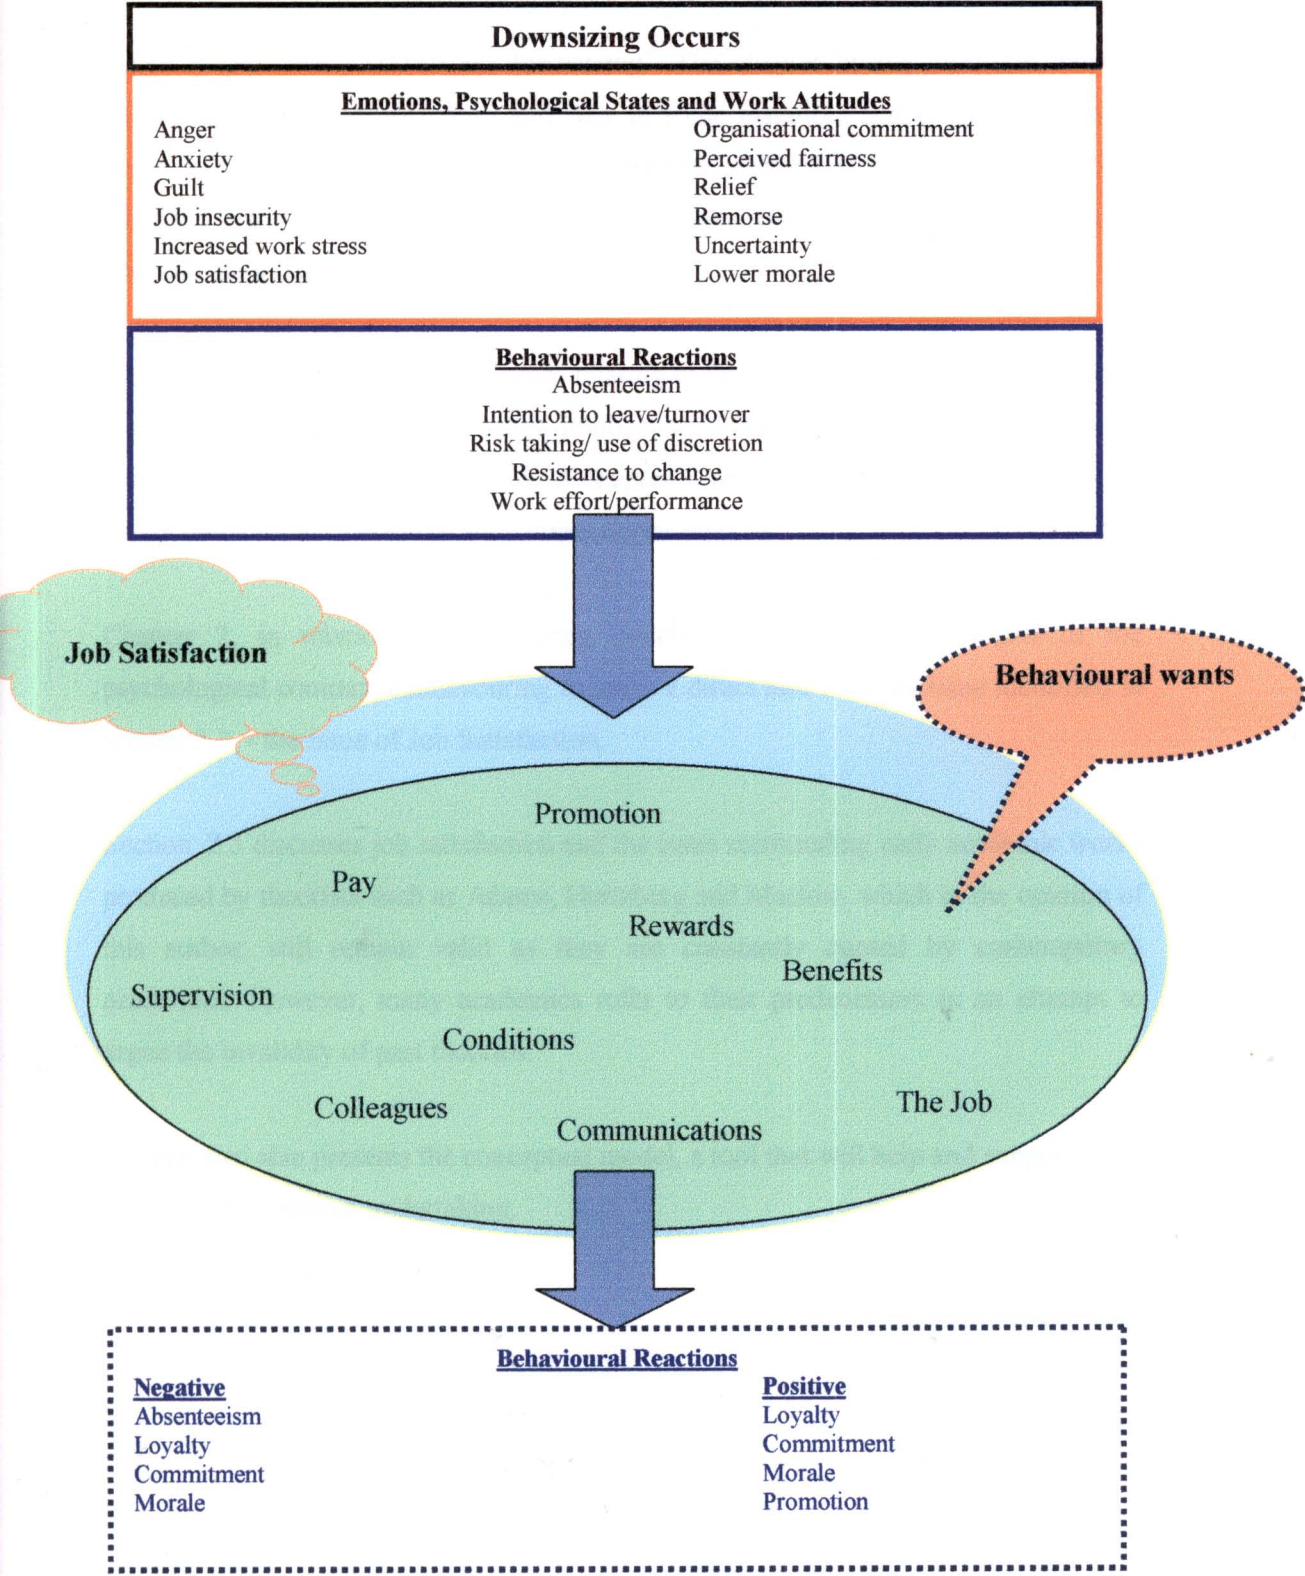 Downsizing Occurs
Emotions, Psychological States and Work Attitudes
Anger
Anxiety
Guilt
Job insecurity
Increased work stress
Job satisfaction
Organisational commitment
Perceived fairness
Relief
Remorse
Uncertainty
Lower morale
Behavioural Reactions
Absenteeism
Intention to leave/turnover
Risk taking/ use of discretion
Resistance to change
Work effort/performance
Job Satisfaction
Behavioural wants
Promotion
Pay
Rewards
Benefits
Supervision
Conditions
Colleagues
The Job
Communications
Behavioural Reactions
Negative
Absenteeism
Loyalty
Commitment
Morale
Positive
Loyalty
Commitment
Morale
Promotion